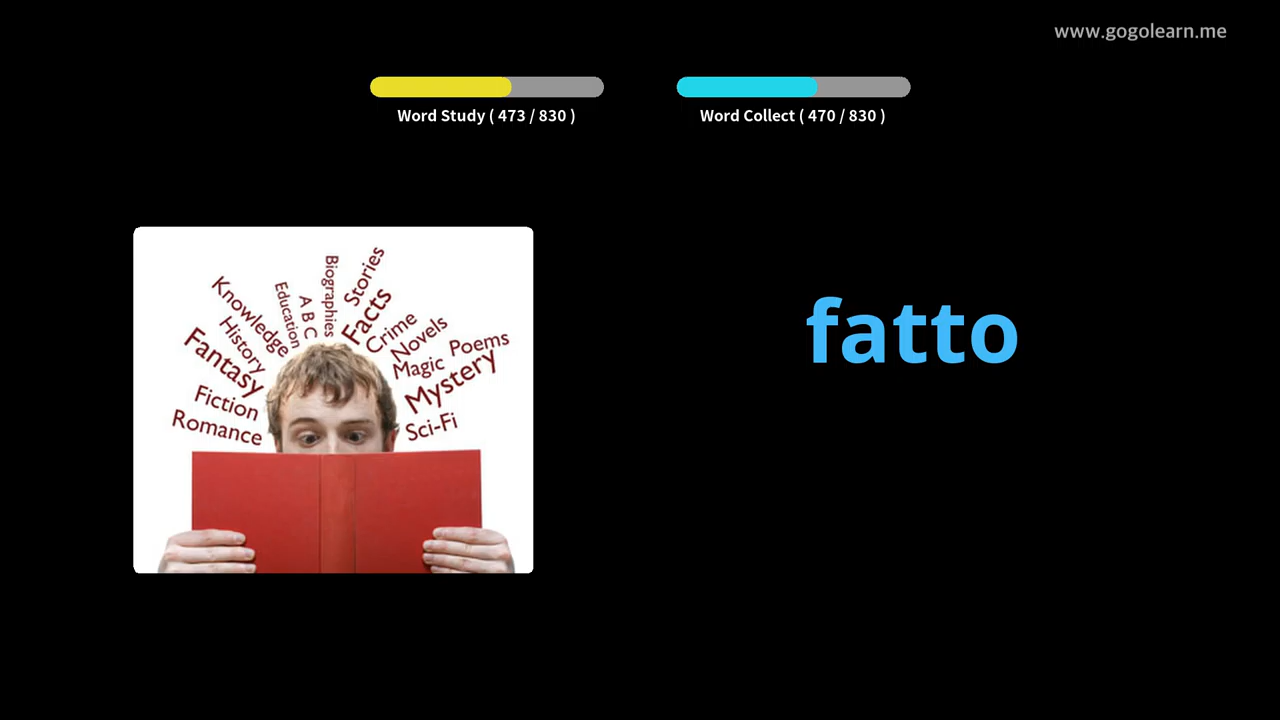 www.gogolearn.me
Word Study ( 473 / 830 )
Word Collect ( 470 / 830 )
Biographies
Stories
Education
A B C
Facts
Knowledge
Crime
History
Novels
Poems
Fantasy
Magic
Mystery
Fiction
Romance
Sci-Fi
fatto